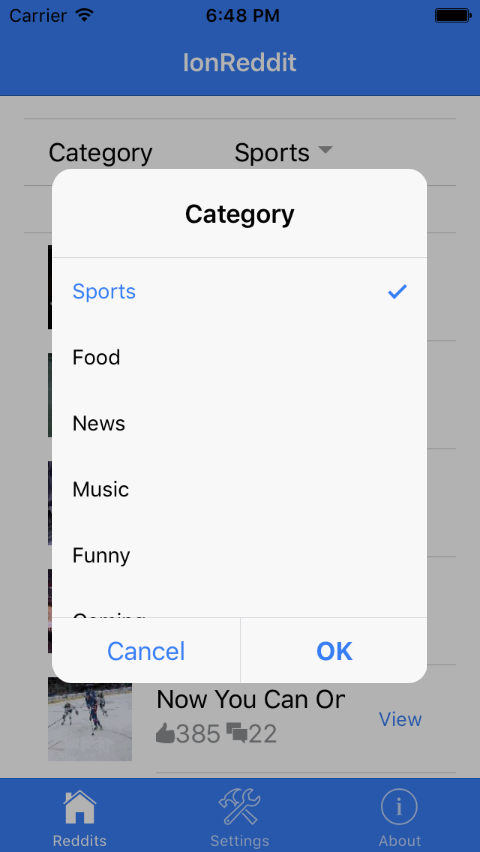 Carrier 6:48 PM
IonReddit
Category Sports
Category
Sports
Food
News
Music
Funny
Cancel OK
Now You Can Or
385 22
View
Reddits Settings About